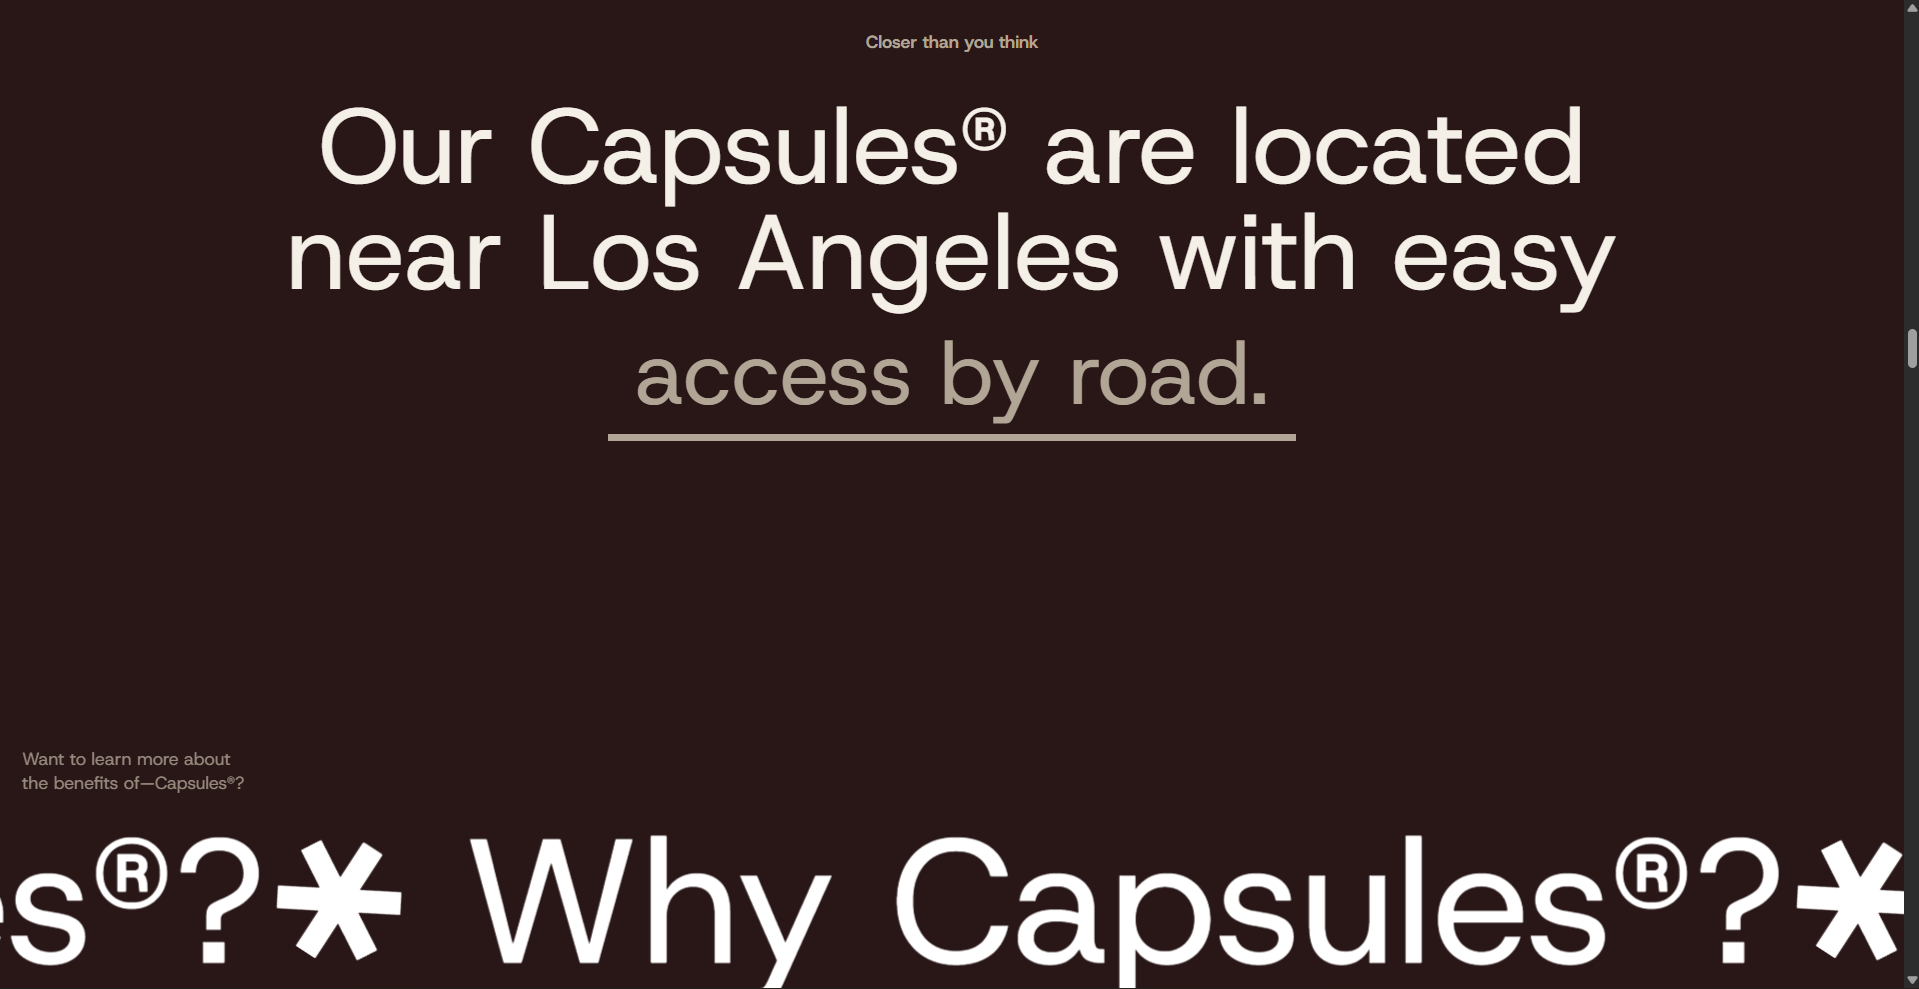 Closer than you think
Our Capsules® are located
near Los Angeles with easy
access by road.
Want to learn more about
the benefits of—Capsules®?
es®?* Why Capsules®?*